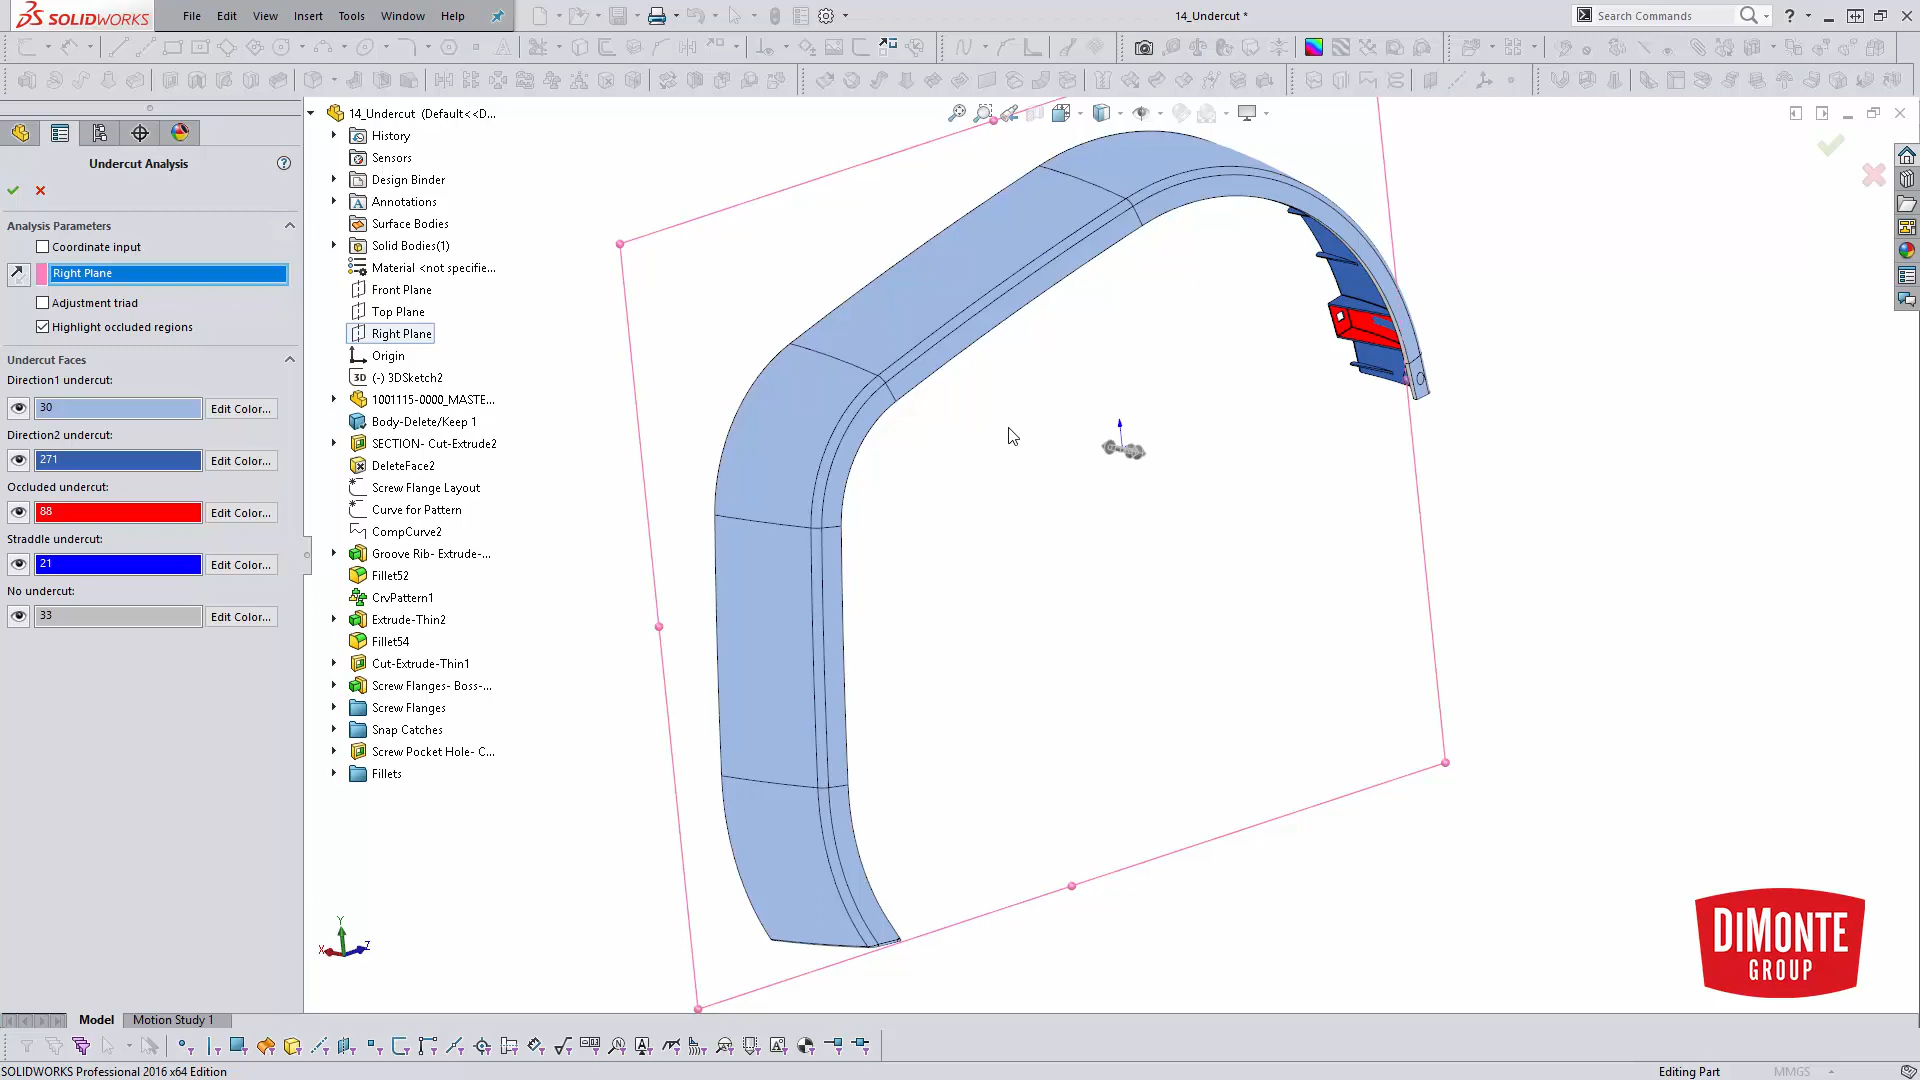 SOLIDWORKS
File Edit View Insert Tools Window Help
14_Undercut *
Search Commands
Undercut Analysis
Analysis Parameters
Coordinate input
Right Plane
Adjustment triad
Highlight occluded regions
Undercut Faces
Direction1 undercut:
30 Edit Color...
Direction2 undercut:
271 Edit Color...
Occluded undercut:
88 Edit Color...
Straddle undercut:
21 Edit Color...
No undercut:
33 Edit Color...
14_Undercut (Default<<D...
History
Sensors
Design Binder
Annotations
Surface Bodies
Solid Bodies(1)
Material <not specifie...
Front Plane
Top Plane
Right Plane
Origin
3D (-) 3DSketch2
1001115-0000_MASTE...
Body-Delete/Keep 1
SECTION- Cut-Extrude2
DeleteFace2
Screw Flange Layout
Curve for Pattern
CompCurve2
Groove Rib- Extrude-...
Fillet52
CrvPattern1
Extrude-Thin2
Fillet54
Cut-Extrude-Thin1
Screw Flanges- Boss-...
Screw Flanges
Snap Catches
Screw Pocket Hole- C...
Fillets
Y
X
Z
DIMONTE
GROUP
Model Motion Study 1
SOLIDWORKS Professional 2016 x64 Edition
Editing Part
MMGS